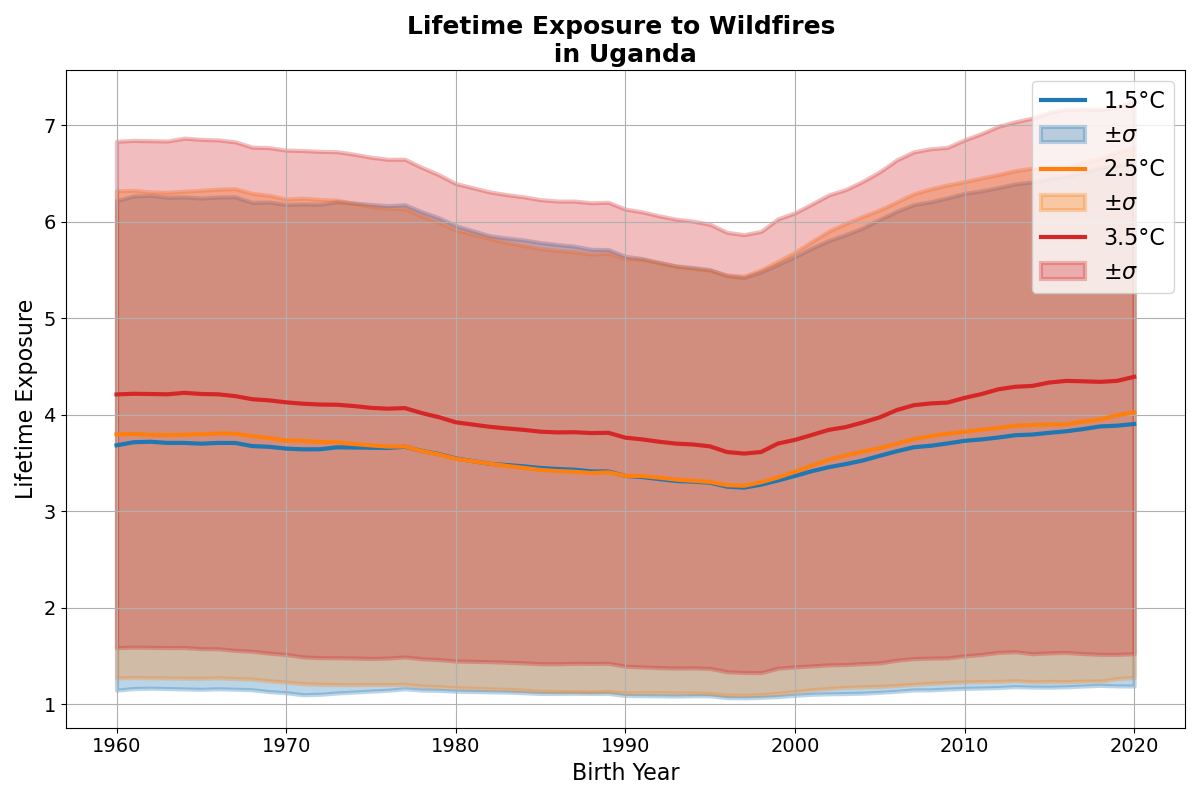 Lifetime Exposure to Wildfires
in Uganda
Lifetime Exposure
7
6
5
4
3
2
1
1.5°C
±σ
2.5°C
±σ
3.5°C
±σ
1960
1970
1980
1990
2000
2010
2020
Birth Year